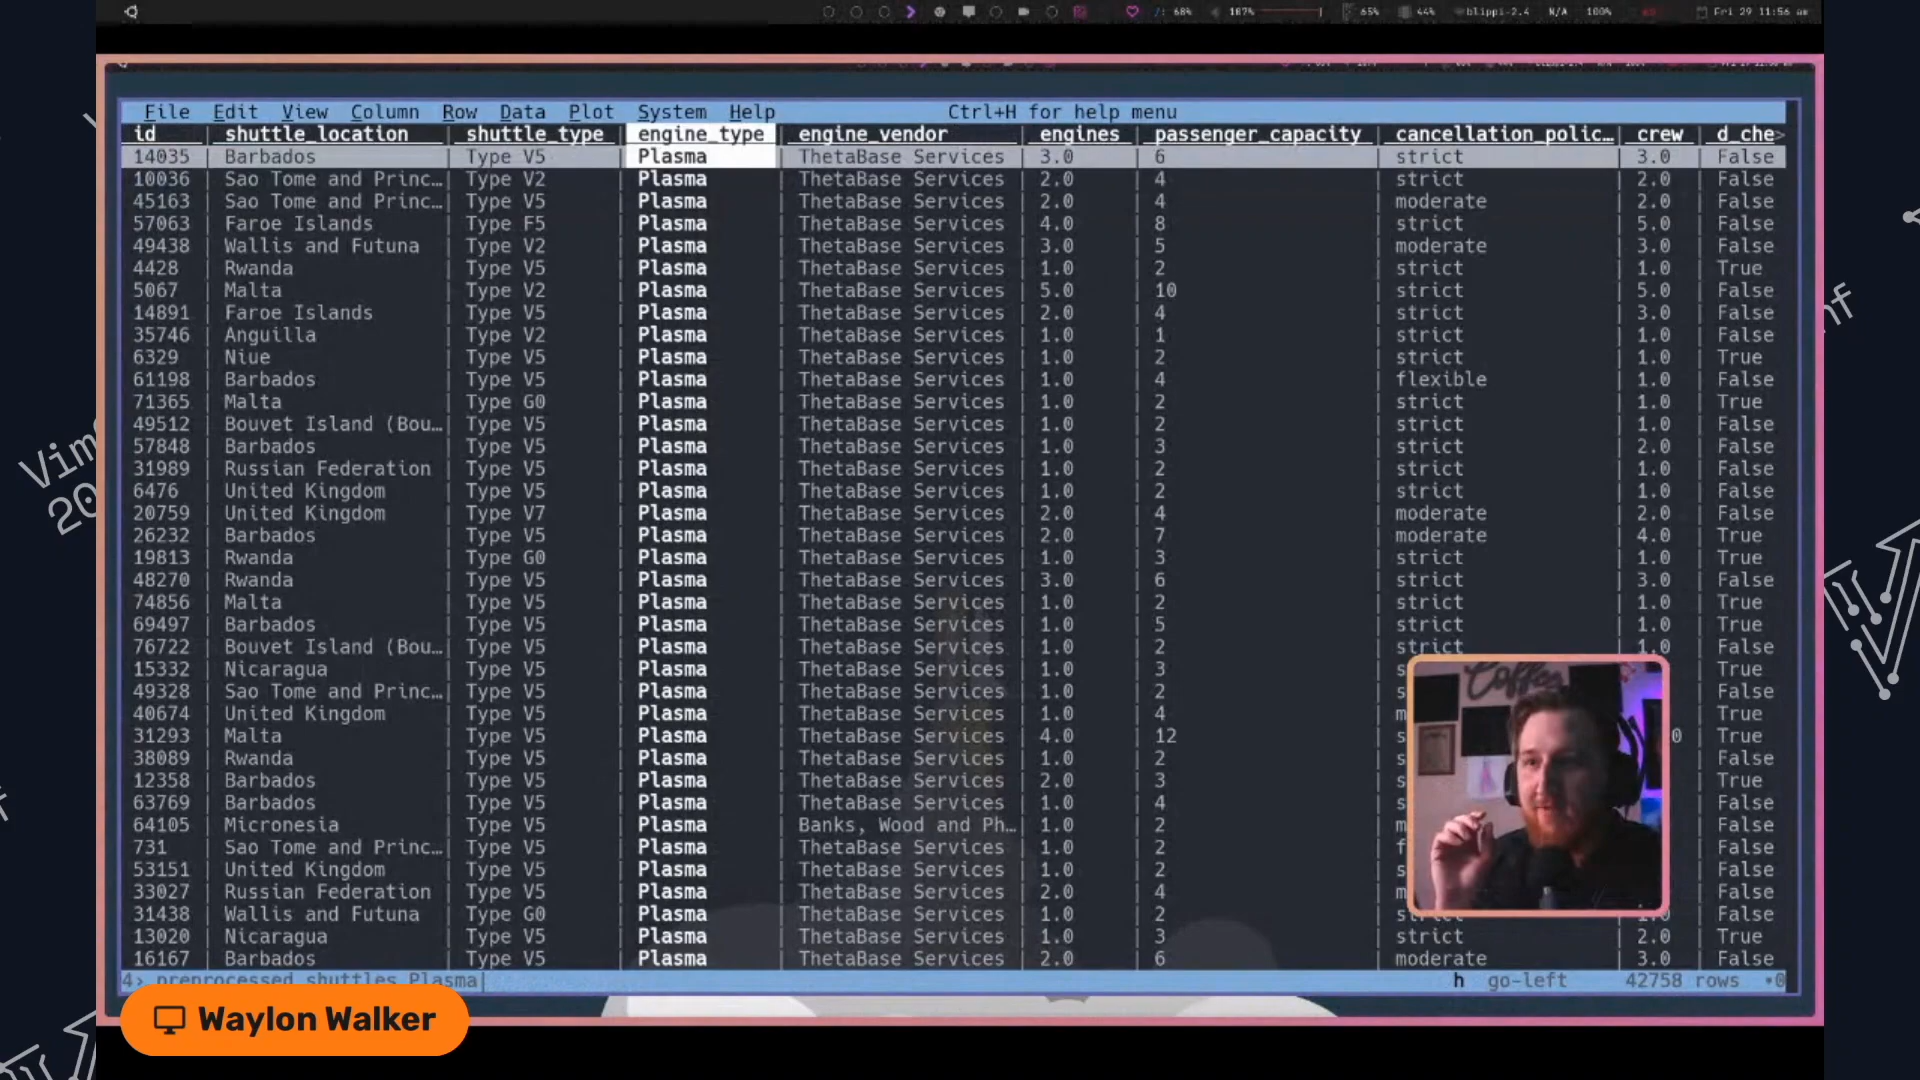 68% 187% 65% 44% blippi-2.4 N/A 100% Fri 29 11:56 am
File Edit View Column Row Data Plot System Help Ctrl+H for help menu
id | shuttle_location | shuttle_type | engine_type | engine_vendor | engines | passenger_capacity | cancellation_polic… | crew | d_che>
14035 | Barbados | Type V5 | Plasma | ThetaBase Services | 3.0 | 6 | strict | 3.0 | False
10036 | Sao Tome and Princ… | Type V2 | Plasma | ThetaBase Services | 2.0 | 4 | strict | 2.0 | False
45163 | Sao Tome and Princ… | Type V5 | Plasma | ThetaBase Services | 2.0 | 4 | moderate | 2.0 | False
57063 | Faroe Islands | Type F5 | Plasma | ThetaBase Services | 4.0 | 8 | strict | 5.0 | False
49438 | Wallis and Futuna | Type V2 | Plasma | ThetaBase Services | 3.0 | 5 | moderate | 3.0 | False
4428 | Rwanda | Type V5 | Plasma | ThetaBase Services | 1.0 | 2 | strict | 1.0 | True
5067 | Malta | Type V2 | Plasma | ThetaBase Services | 5.0 | 10 | strict | 5.0 | False
14891 | Faroe Islands | Type V5 | Plasma | ThetaBase Services | 2.0 | 4 | strict | 3.0 | False
35746 | Anguilla | Type V2 | Plasma | ThetaBase Services | 1.0 | 1 | strict | 1.0 | False
6329 | Niue | Type V5 | Plasma | ThetaBase Services | 1.0 | 2 | strict | 1.0 | True
61198 | Barbados | Type V5 | Plasma | ThetaBase Services | 1.0 | 4 | flexible | 1.0 | False
71365 | Malta | Type G0 | Plasma | ThetaBase Services | 1.0 | 2 | strict | 1.0 | True
49512 | Bouvet Island (Bou… | Type V5 | Plasma | ThetaBase Services | 1.0 | 2 | strict | 1.0 | False
57848 | Barbados | Type V5 | Plasma | ThetaBase Services | 1.0 | 3 | strict | 2.0 | False
31989 | Russian Federation | Type V5 | Plasma | ThetaBase Services | 1.0 | 2 | strict | 1.0 | False
6476 | United Kingdom | Type V5 | Plasma | ThetaBase Services | 1.0 | 2 | strict | 1.0 | False
20759 | United Kingdom | Type V7 | Plasma | ThetaBase Services | 2.0 | 4 | moderate | 2.0 | False
26232 | Barbados | Type V5 | Plasma | ThetaBase Services | 2.0 | 7 | moderate | 4.0 | True
19813 | Rwanda | Type G0 | Plasma | ThetaBase Services | 1.0 | 3 | strict | 1.0 | True
48270 | Rwanda | Type V5 | Plasma | ThetaBase Services | 3.0 | 6 | strict | 3.0 | False
74856 | Malta | Type V5 | Plasma | ThetaBase Services | 1.0 | 2 | strict | 1.0 | True
69497 | Barbados | Type V5 | Plasma | ThetaBase Services | 1.0 | 5 | strict | 1.0 | True
76722 | Bouvet Island (Bou… | Type V5 | Plasma | ThetaBase Services | 1.0 | 2 | strict | 1.0 | False
15332 | Nicaragua | Type V5 | Plasma | ThetaBase Services | 1.0 | 3 | s | True
49328 | Sao Tome and Princ… | Type V5 | Plasma | ThetaBase Services | 1.0 | 2 | s | False
40674 | United Kingdom | Type V5 | Plasma | ThetaBase Services | 1.0 | 4 | m | True
31293 | Malta | Type V5 | Plasma | ThetaBase Services | 4.0 | 12 | s 0 | True
38089 | Rwanda | Type V5 | Plasma | ThetaBase Services | 1.0 | 2 | s | False
12358 | Barbados | Type V5 | Plasma | ThetaBase Services | 2.0 | 3 | s | True
63769 | Barbados | Type V5 | Plasma | ThetaBase Services | 1.0 | 4 | s | False
64105 | Micronesia | Type V5 | Plasma | Banks, Wood and Ph… | 1.0 | 2 | m | False
731 | Sao Tome and Princ… | Type V5 | Plasma | ThetaBase Services | 1.0 | 2 | f | False
53151 | United Kingdom | Type V5 | Plasma | ThetaBase Services | 1.0 | 2 | s | False
33027 | Russian Federation | Type V5 | Plasma | ThetaBase Services | 2.0 | 4 | m | False
31438 | Wallis and Futuna | Type G0 | Plasma | ThetaBase Services | 1.0 | 2 | strict | 1.0 | False
13020 | Nicaragua | Type V5 | Plasma | ThetaBase Services | 1.0 | 3 | strict | 2.0 | True
16167 | Barbados | Type V5 | Plasma | ThetaBase Services | 2.0 | 6 | moderate | 3.0 | False
4> preprocessed_shuttles_Plasma| h go-left 42758 rows •0
Coffee
Waylon Walker
Vim
20
nf